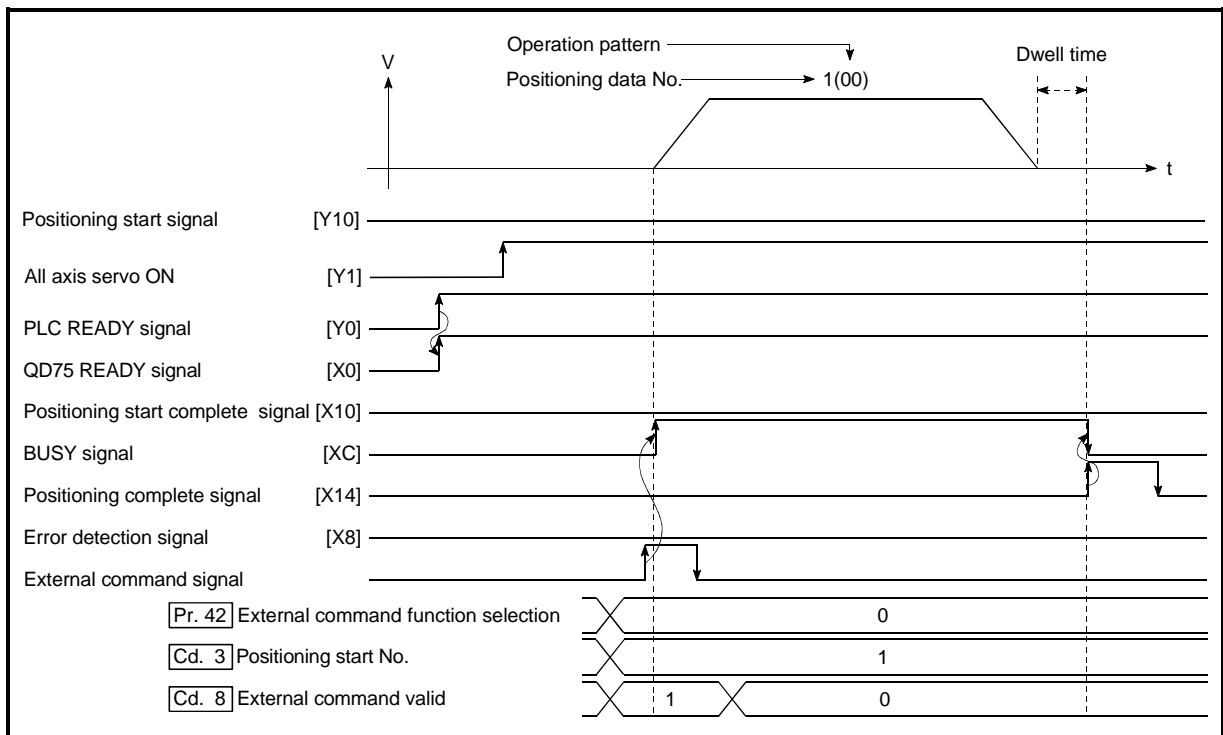 Operation pattern
V
Dwell time
Positioning data No.
1(00)
t
Positioning start signal [Y10]
All axis servo ON [Y1]
PLC READY signal [Y0]
QD75 READY signal [X0]
Positioning start complete signal [X10]
BUSY signal [XC]
Positioning complete signal [X14]
Error detection signal [X8]
External command signal
Pr. 42 External command function selection 0
Cd. 3 Positioning start No. 1
Cd. 8 External command valid 1 0